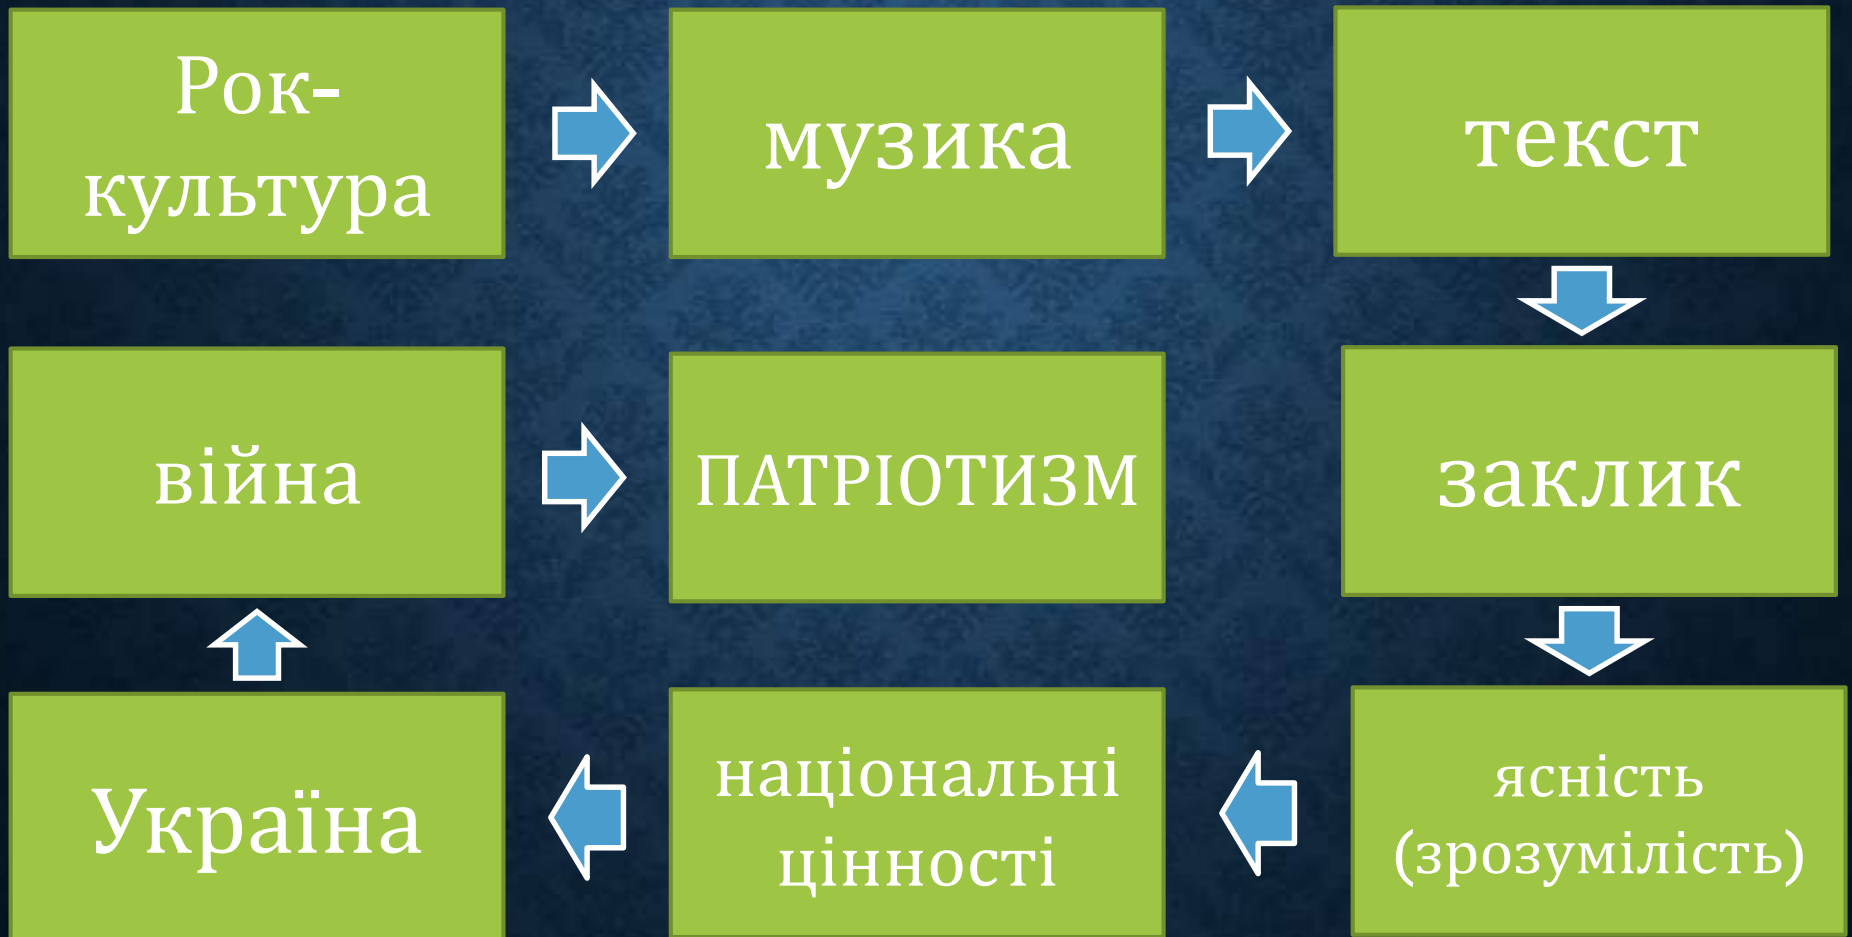 Рок-
культура
музика
текст
війна
ПАТРІОТИЗМ
заклик
Україна
національні
цінності
ясність
(зрозумілість)